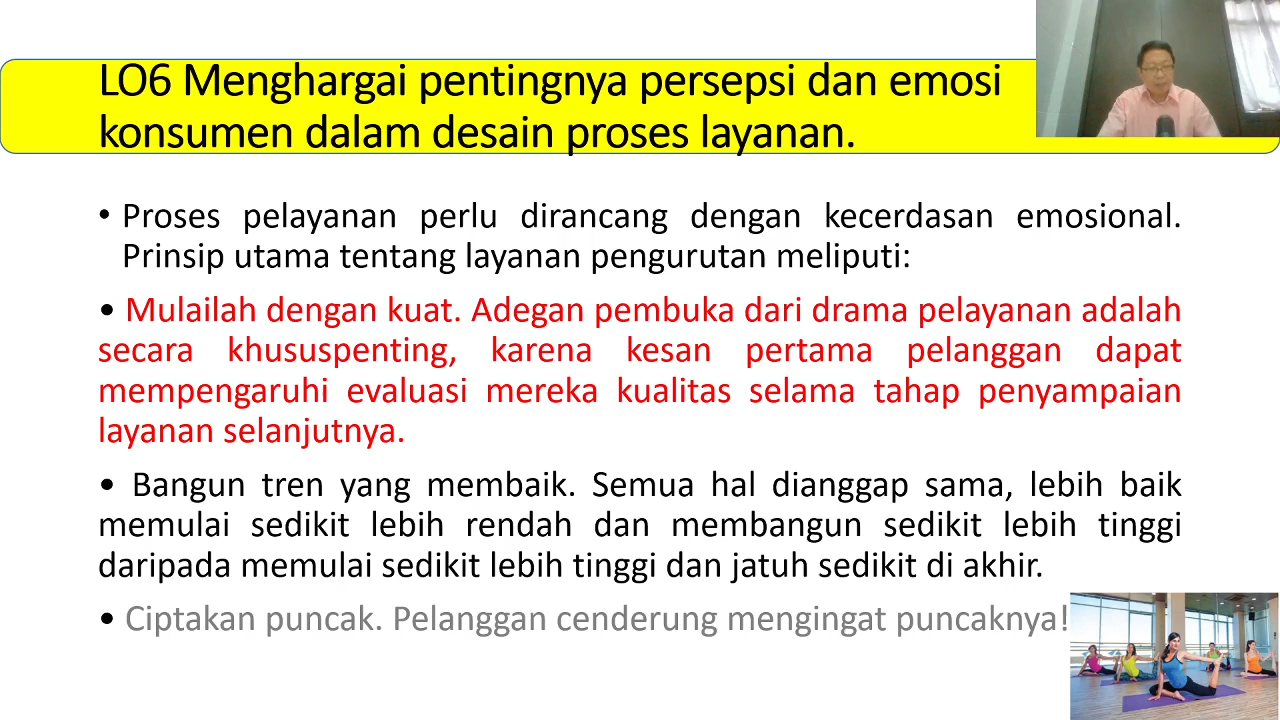 LO6 Menghargai pentingnya persepsi dan emosi
konsumen dalam desain proses layanan.
• Proses pelayanan perlu dirancang dengan kecerdasan emosional.
Prinsip utama tentang layanan pengurutan meliputi:
• Mulailah dengan kuat. Adegan pembuka dari drama pelayanan adalah
secara khususpenting, karena kesan pertama pelanggan dapat
mempengaruhi evaluasi mereka kualitas selama tahap penyampaian
layanan selanjutnya.
• Bangun tren yang membaik. Semua hal dianggap sama, lebih baik
memulai sedikit lebih rendah dan membangun sedikit lebih tinggi
daripada memulai sedikit lebih tinggi dan jatuh sedikit di akhir.
• Ciptakan puncak. Pelanggan cenderung mengingat puncaknya!